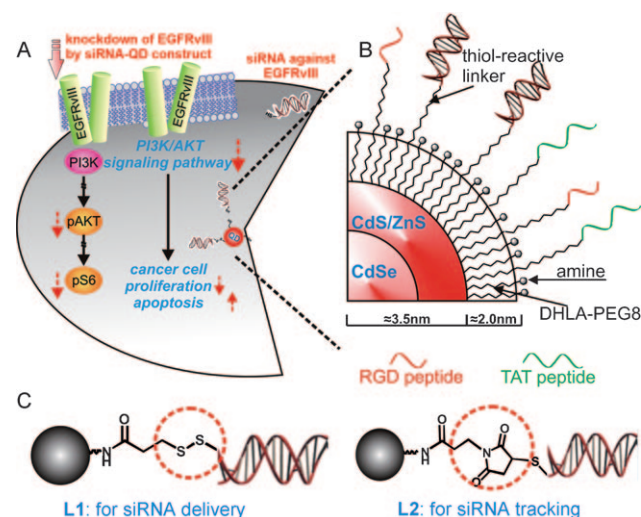 A
knockdown of EGFRvIII
by siRNA-QD construct
siRNA against
EGFRvIII
EGFRvIII
EGFRvIII
PI3K
PI3K/AKT
signaling pathway
pAKT
pS6
cancer cell
proliferation
apoptosis
B
thiol-reactive
linker
CdS/ZnS
CdSe
amine
DHLA-PEG8
≈3.5nm
≈2.0nm
RGD peptide
TAT peptide
C
O
N
H
S
S
L1: for siRNA delivery
O
N
H
O
N
O
S
L2: for siRNA tracking